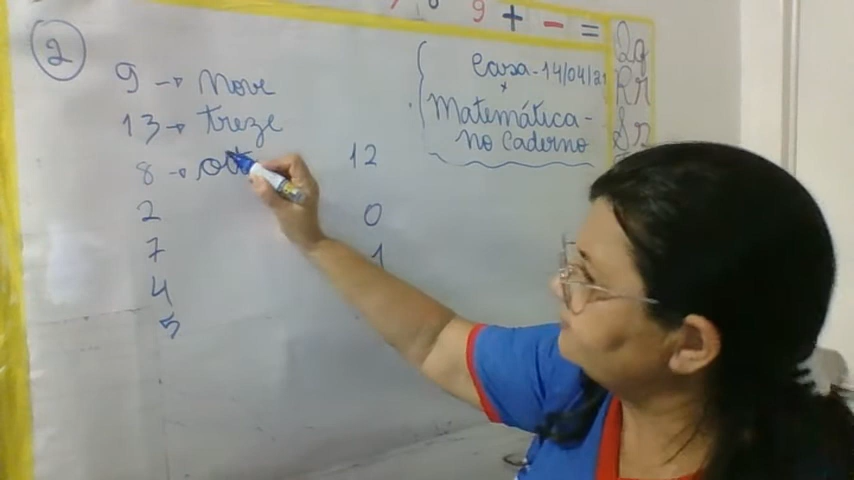 9 + - =
2
9 → Nove
13 → treze
8 → oit
2
7
4
5
12
0
1
Casa - 14/04/21
Matemática -
no Caderno
Qq
Rr
Ss